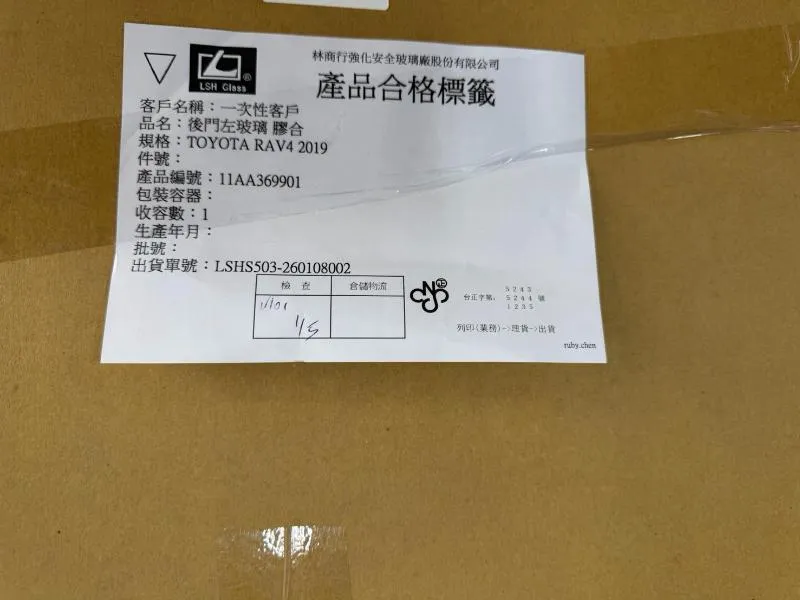 林商行強化安全玻璃廠股份有限公司
LSH Glass
®
產品合格標籤
客戶名稱：一次性客戶
品名：後門左玻璃 膠合
規格：TOYOTA RAV4 2019
件號：
產品編號：11AA369901
包裝容器：
收容數：1
生產年月：
批號：
出貨單號：LSHS503-260108002
檢 查 倉儲物流
1/5
台正字第， 5243
5244 號
1235
列印(業務)->理貨->出貨
ruby.chen